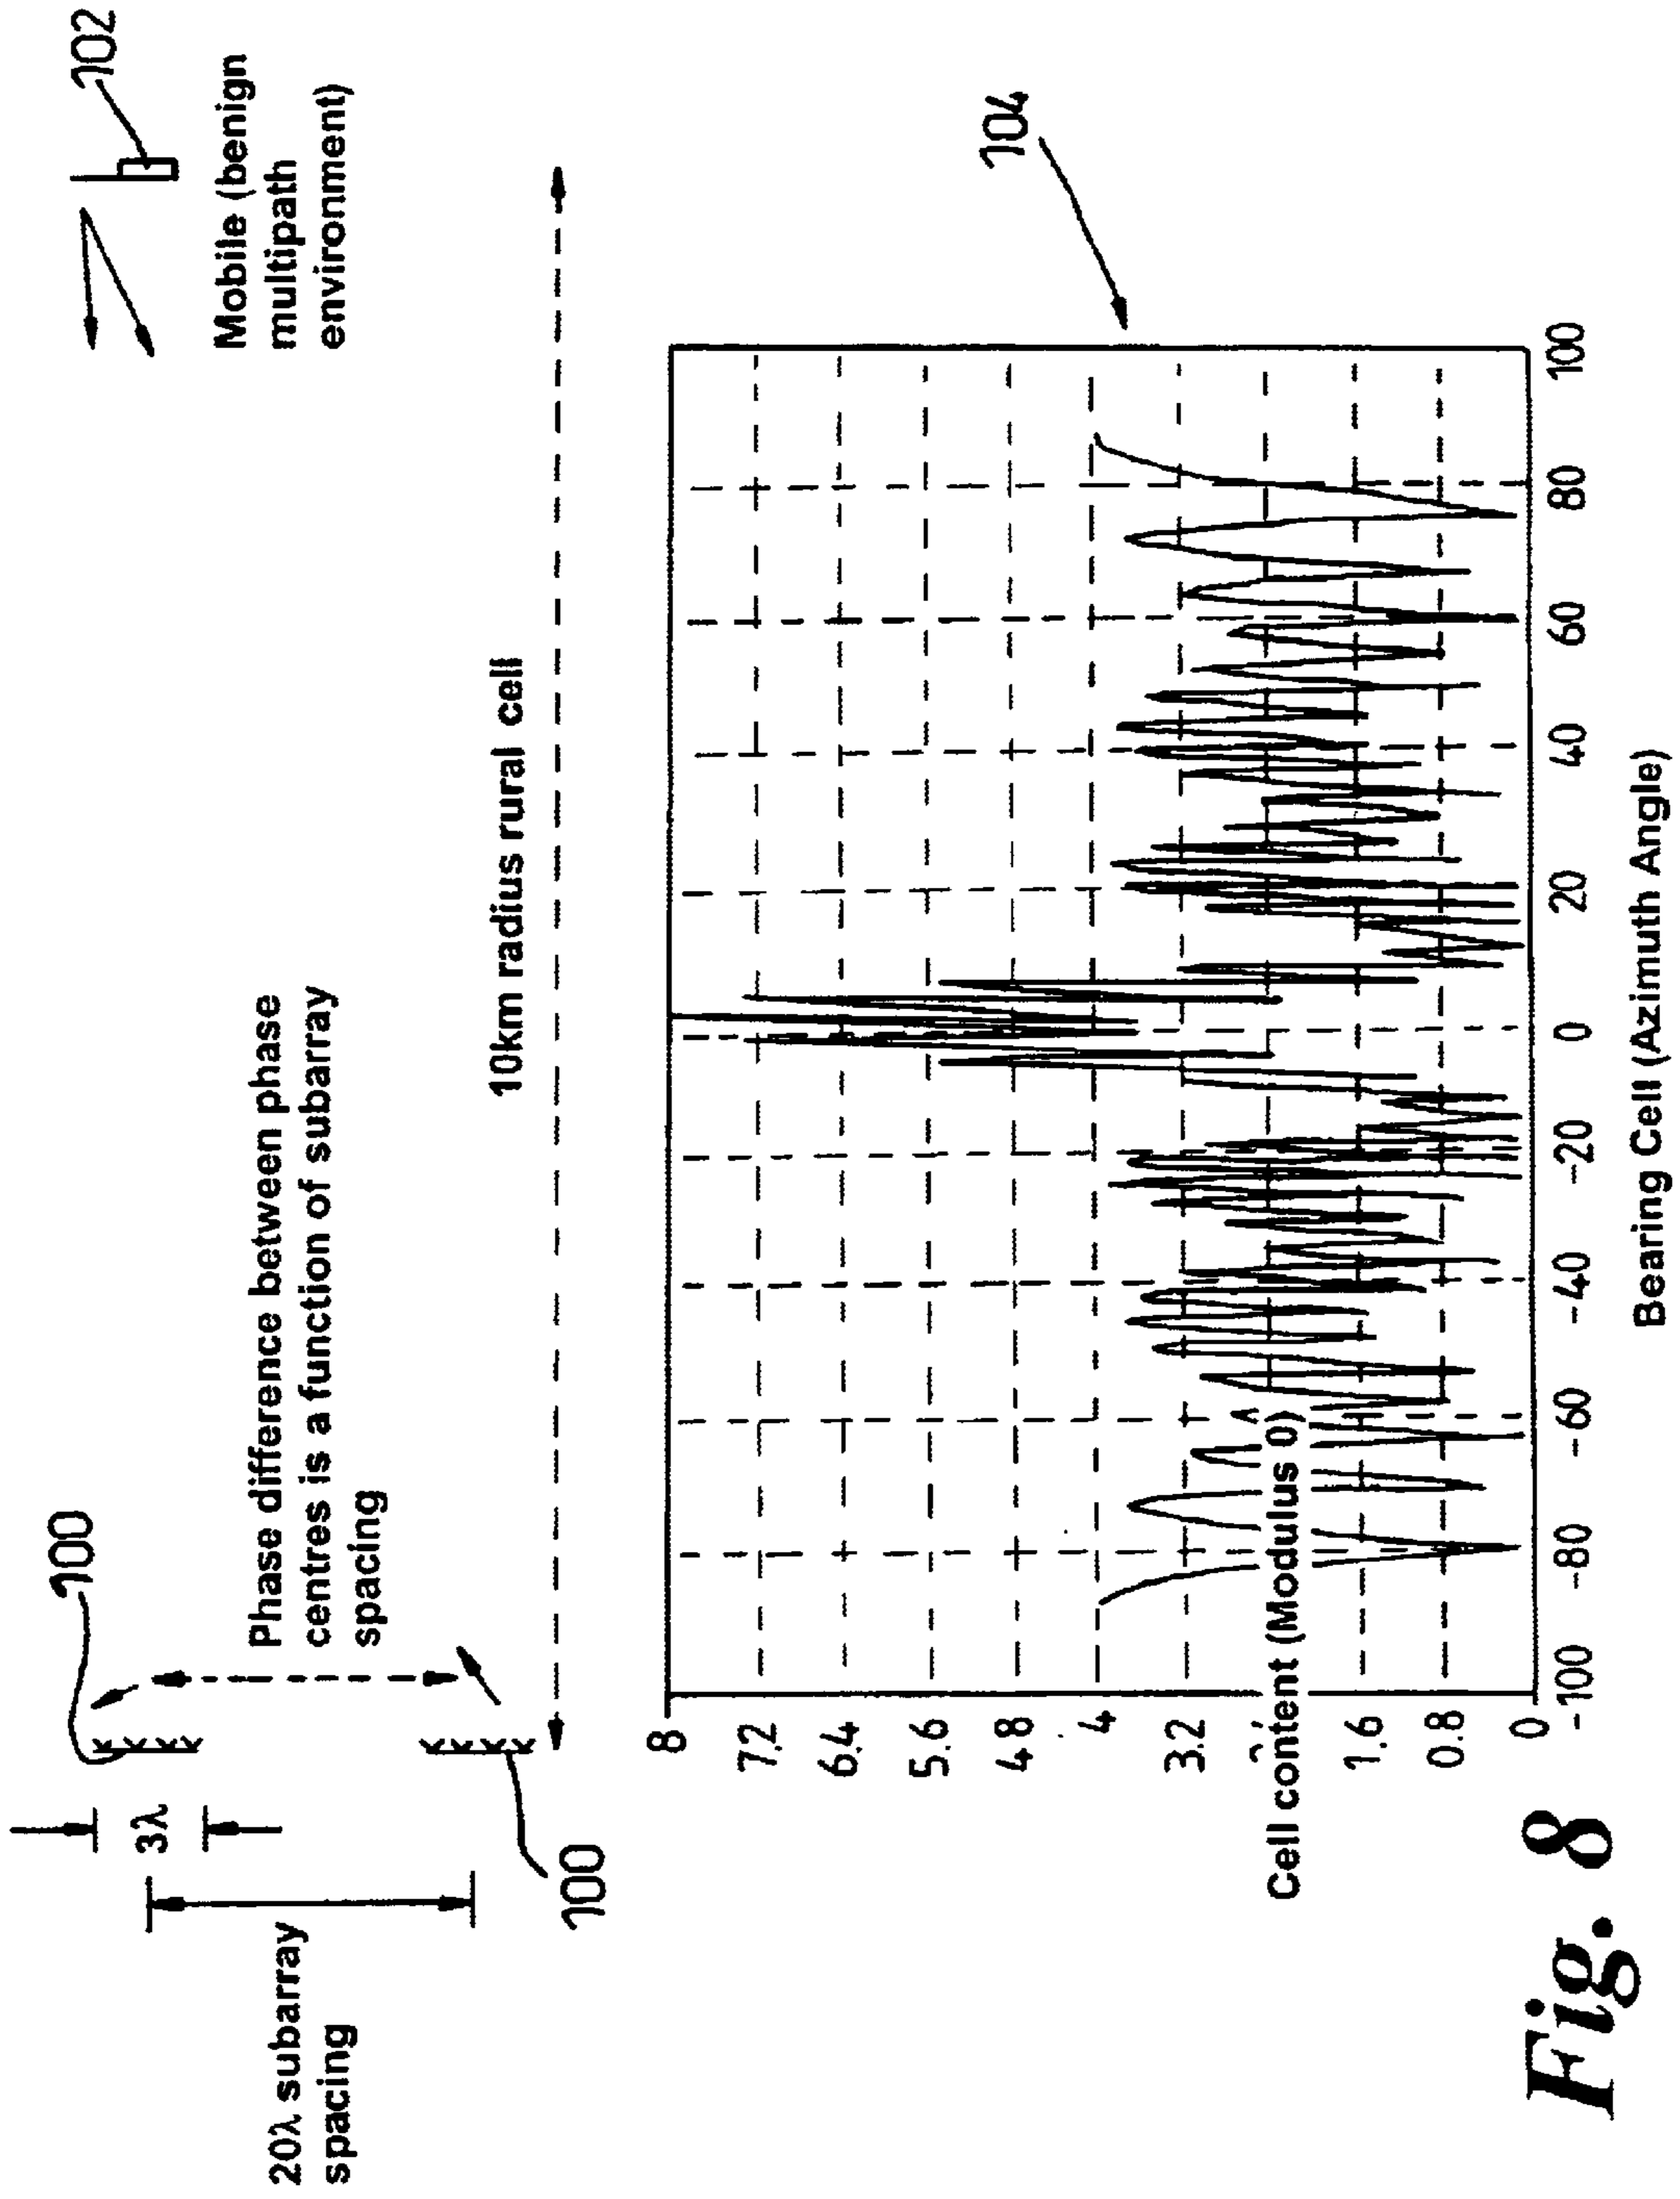 20λ subarray
spacing
3λ
100
100
Phase difference between phase
centres is a function of subarray
spacing
10km radius rural cell
102
Mobile (benign
multipath
environment)
104
8
7.2
6.4
5.6
4.8
4
3.2
1.6
0.8
0
Cell content (Modulus 0)
-100
-80
-60
-40
-20
0
20
40
60
80
100
Bearing Cell (Azimuth Angle)
Fig. 8